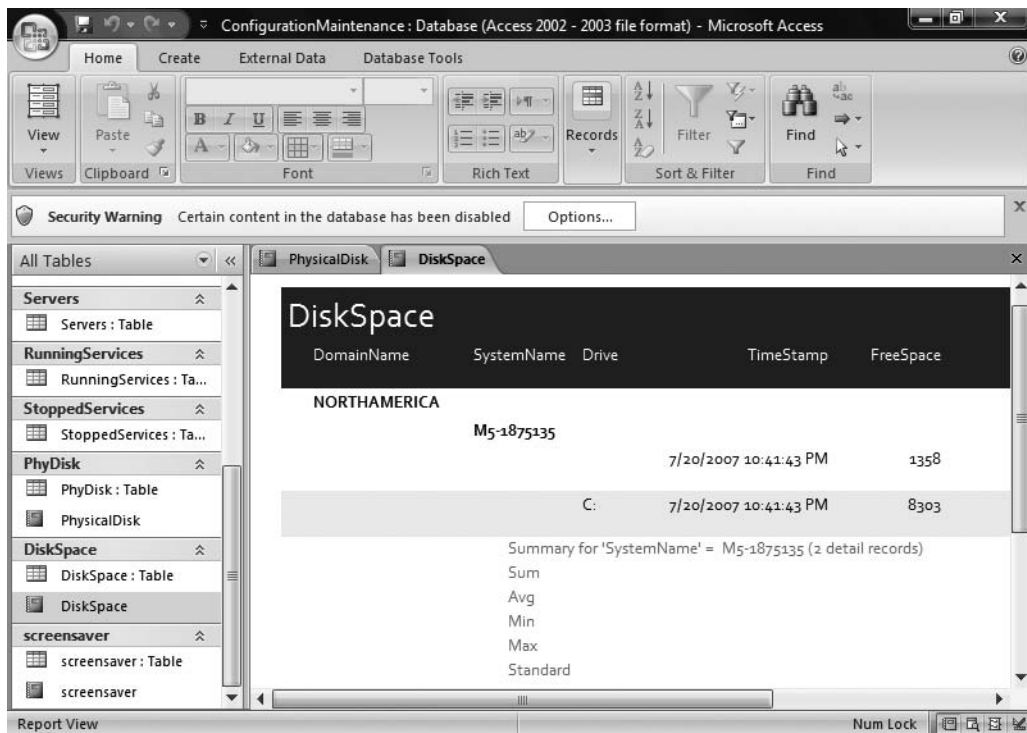 ConfigurationMaintenance : Database (Access 2002 - 2003 file format) - Microsoft Access
Home Create External Data Database Tools
View Paste B I U A Records Filter Find
Views Clipboard Font Rich Text Sort & Filter Find
Security Warning Certain content in the database has been disabled Options...
All Tables « PhysicalDisk DiskSpace
Servers
Servers : Table
RunningServices
RunningServices : Ta...
StoppedServices
StoppedServices : Ta...
PhyDisk
PhyDisk : Table
PhysicalDisk
DiskSpace
DiskSpace : Table
DiskSpace
screensaver
screensaver : Table
screensaver
DiskSpace
DomainName SystemName Drive TimeStamp FreeSpace
NORTHAMERICA
M5-1875135
7/20/2007 10:41:43 PM 1358
C: 7/20/2007 10:41:43 PM 8303
Summary for 'SystemName' = M5-1875135 (2 detail records)
Sum
Avg
Min
Max
Standard
Report View Num Lock